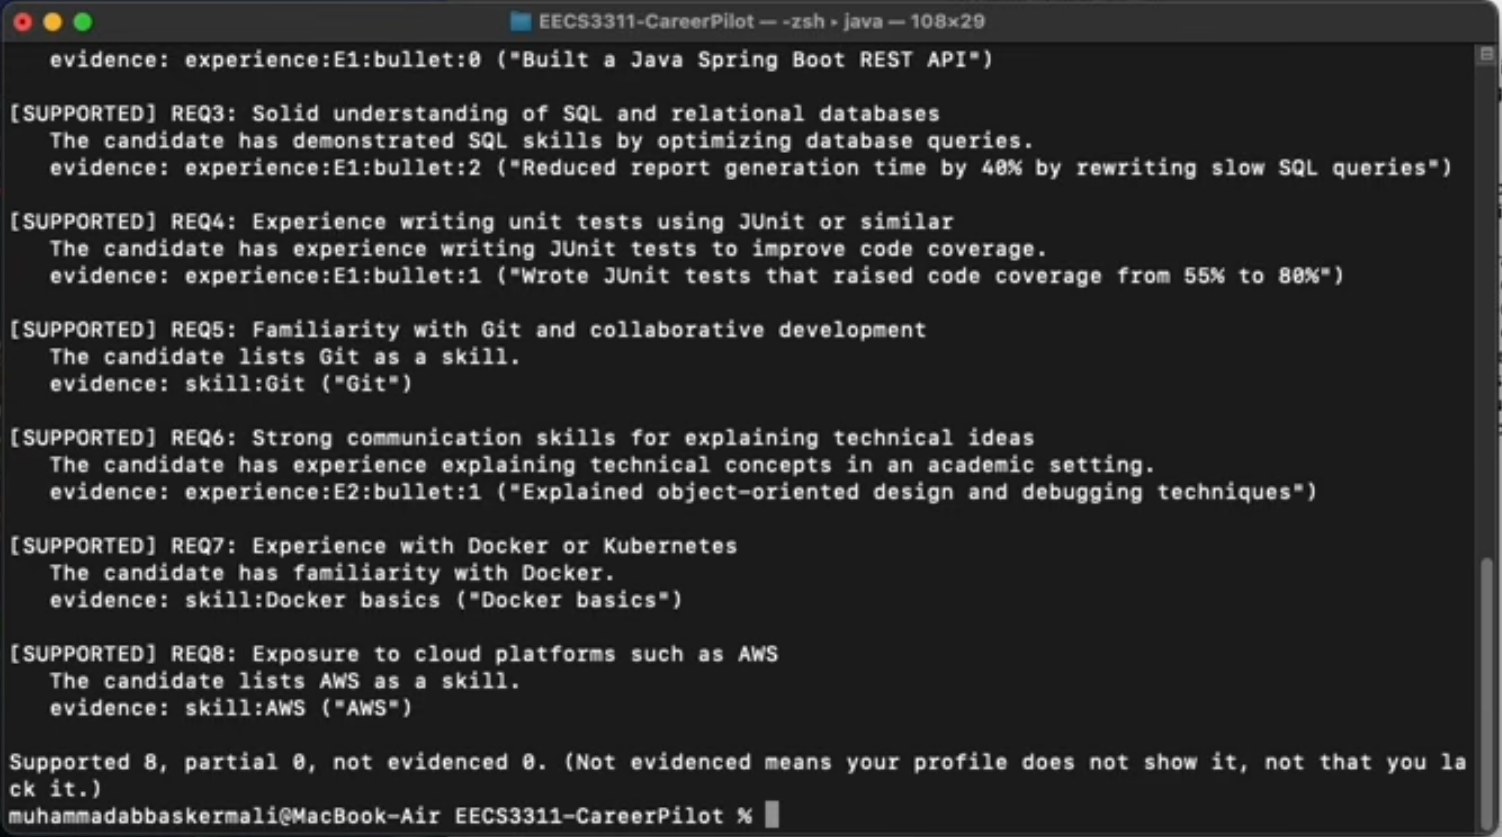 EECS3311-CareerPilot — -zsh ▸ java — 108×29
evidence: experience:E1:bullet:0 ("Built a Java Spring Boot REST API")
[SUPPORTED] REQ3: Solid understanding of SQL and relational databases
The candidate has demonstrated SQL skills by optimizing database queries.
evidence: experience:E1:bullet:2 ("Reduced report generation time by 40% by rewriting slow SQL queries")
[SUPPORTED] REQ4: Experience writing unit tests using JUnit or similar
The candidate has experience writing JUnit tests to improve code coverage.
evidence: experience:E1:bullet:1 ("Wrote JUnit tests that raised code coverage from 55% to 80%")
[SUPPORTED] REQ5: Familiarity with Git and collaborative development
The candidate lists Git as a skill.
evidence: skill:Git ("Git")
[SUPPORTED] REQ6: Strong communication skills for explaining technical ideas
The candidate has experience explaining technical concepts in an academic setting.
evidence: experience:E2:bullet:1 ("Explained object-oriented design and debugging techniques")
[SUPPORTED] REQ7: Experience with Docker or Kubernetes
The candidate has familiarity with Docker.
evidence: skill:Docker basics ("Docker basics")
[SUPPORTED] REQ8: Exposure to cloud platforms such as AWS
The candidate lists AWS as a skill.
evidence: skill:AWS ("AWS")
Supported 8, partial 0, not evidenced 0. (Not evidenced means your profile does not show it, not that you la
ck it.)
muhammadabbaskermali@MacBook-Air EECS3311-CareerPilot %